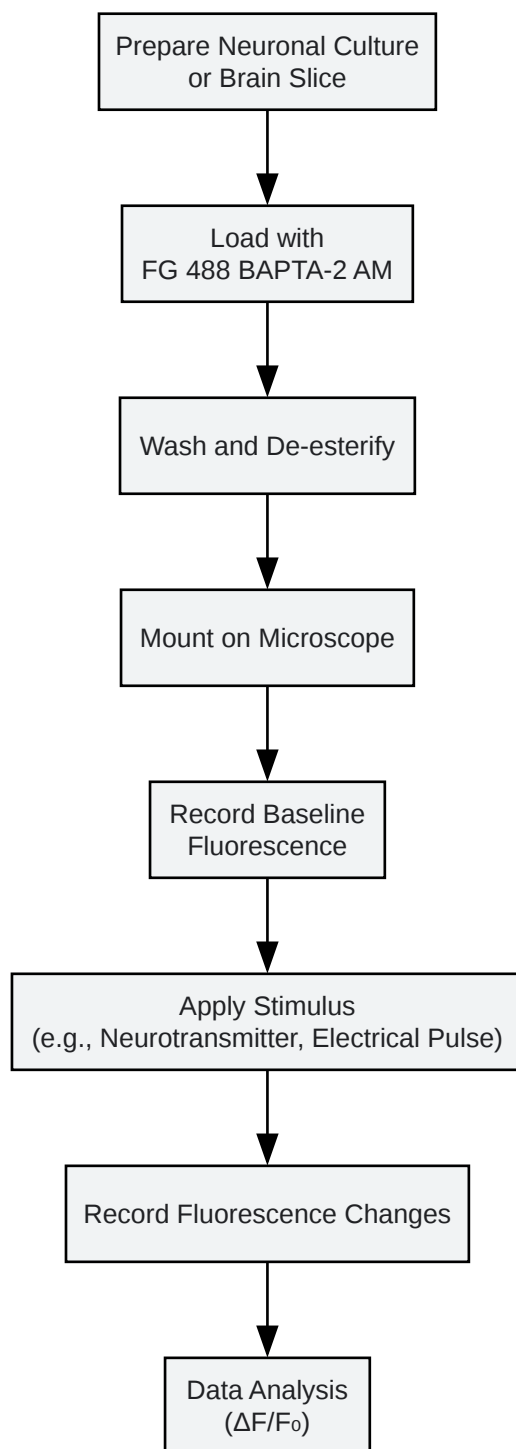 Prepare Neuronal Culture
or Brain Slice
Load with
FG 488 BAPTA-2 AM
Wash and De-esterify
Mount on Microscope
Record Baseline
Fluorescence
Apply Stimulus
(e.g., Neurotransmitter, Electrical Pulse)
Record Fluorescence Changes
Data Analysis
(ΔF/F₀)